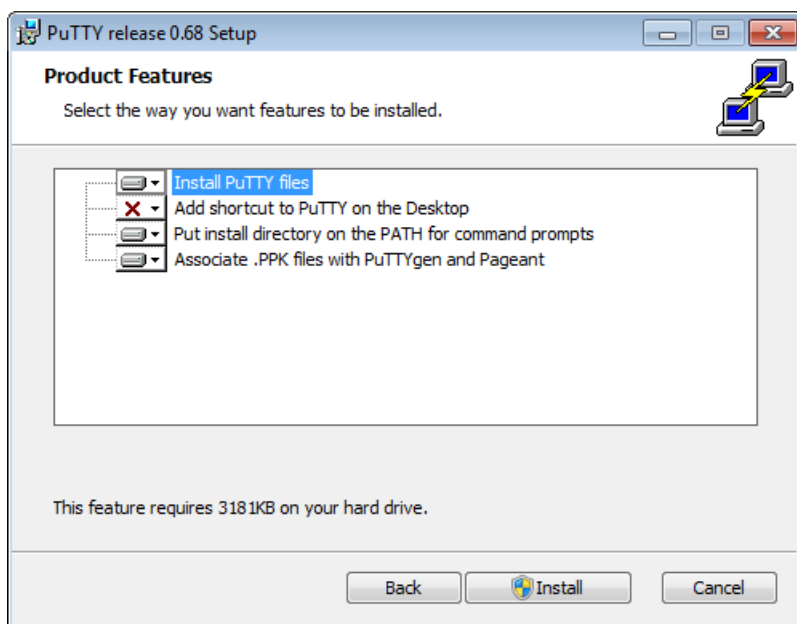 PuTTY release 0.68 Setup
Product Features
Select the way you want features to be installed.
Install PuTTY files
Add shortcut to PuTTY on the Desktop
Put install directory on the PATH for command prompts
Associate .PPK files with PuTTYgen and Pageant
This feature requires 3181KB on your hard drive.
Back Install Cancel